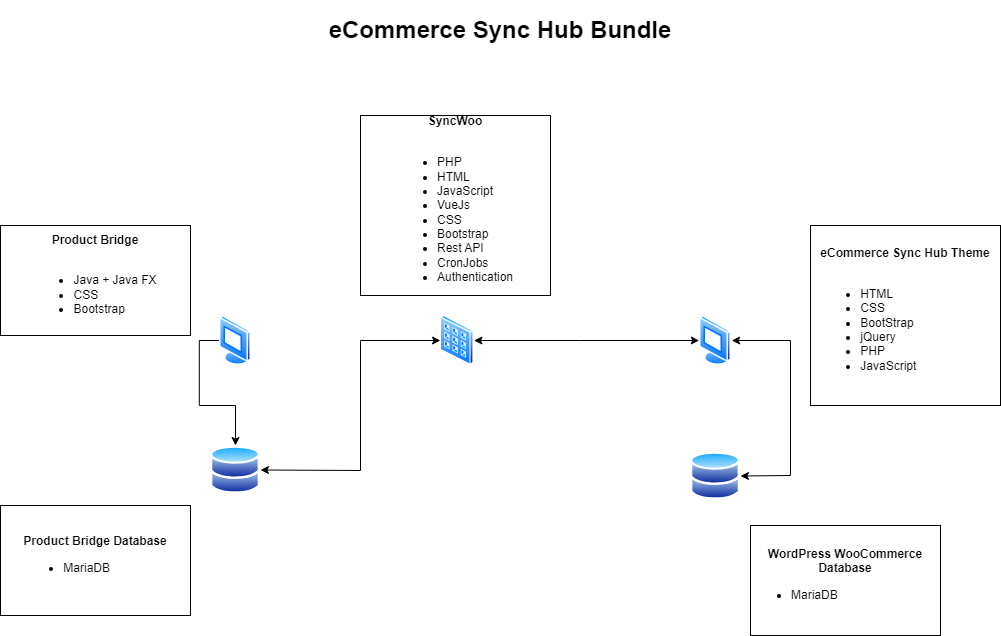 eCommerce Sync Hub Bundle
SyncWoo
PHP
HTML
JavaScript
VueJs
CSS
Bootstrap
Rest API
CronJobs
Authentication
Product Bridge
Java + Java FX
CSS
Bootstrap
eCommerce Sync Hub Theme
HTML
CSS
BootStrap
jQuery
PHP
JavaScript
Product Bridge Database
MariaDB
WordPress WooCommerce
Database
MariaDB